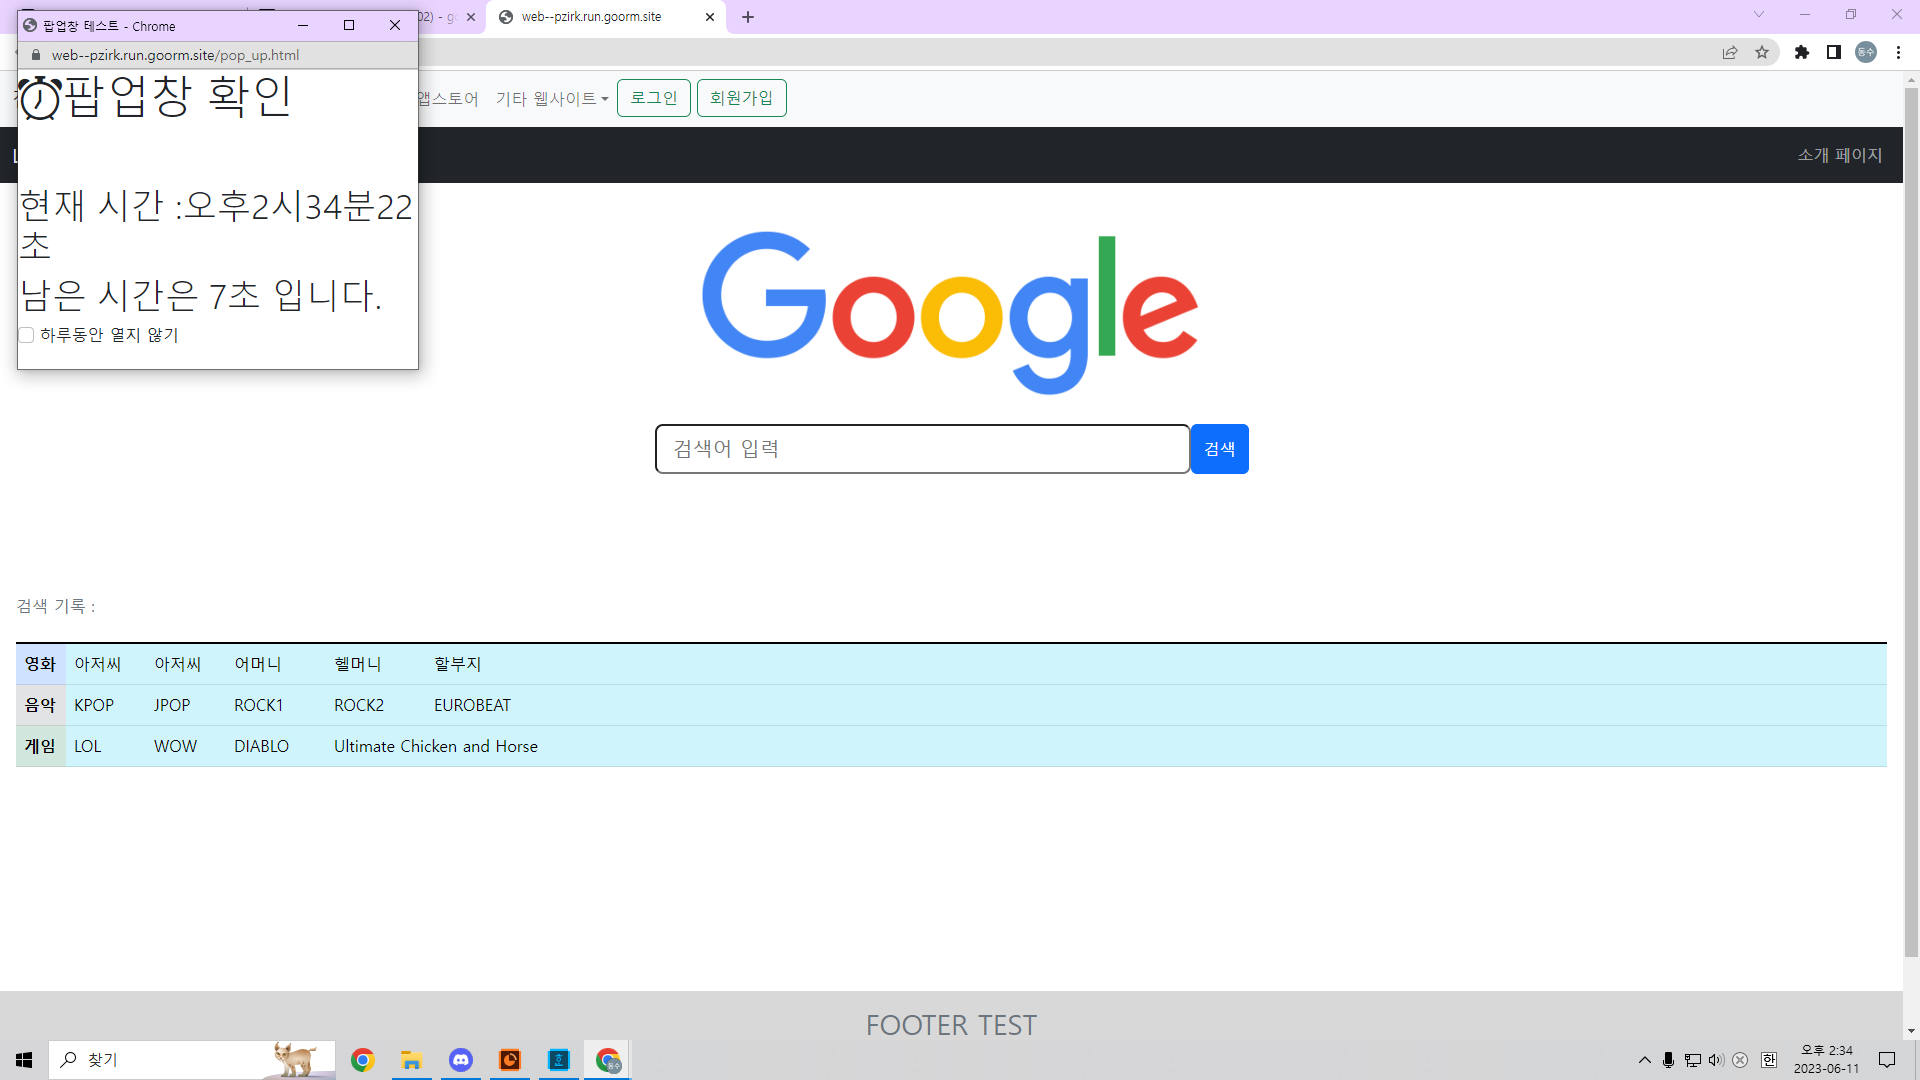 팝업창 테스트 - Chrome
web--pzirk.run.goorm.site
web--pzirk.run.goorm.site/pop_up.html
동수
팝업창 확인
앱스토어 기타 웹사이트 로그인 회원가입
소개 페이지
현재 시간 :오후2시34분22
초
남은 시간은 7초 입니다.
하루동안 열지 않기
Google
검색어 입력 검색
검색 기록 :
영화 아저씨 아저씨 어머니 헬머니 할부지
음악 KPOP JPOP ROCK1 ROCK2 EUROBEAT
게임 LOL WOW DIABLO Ultimate Chicken and Horse
FOOTER TEST
찾기
한
오후 2:34
2023-06-11